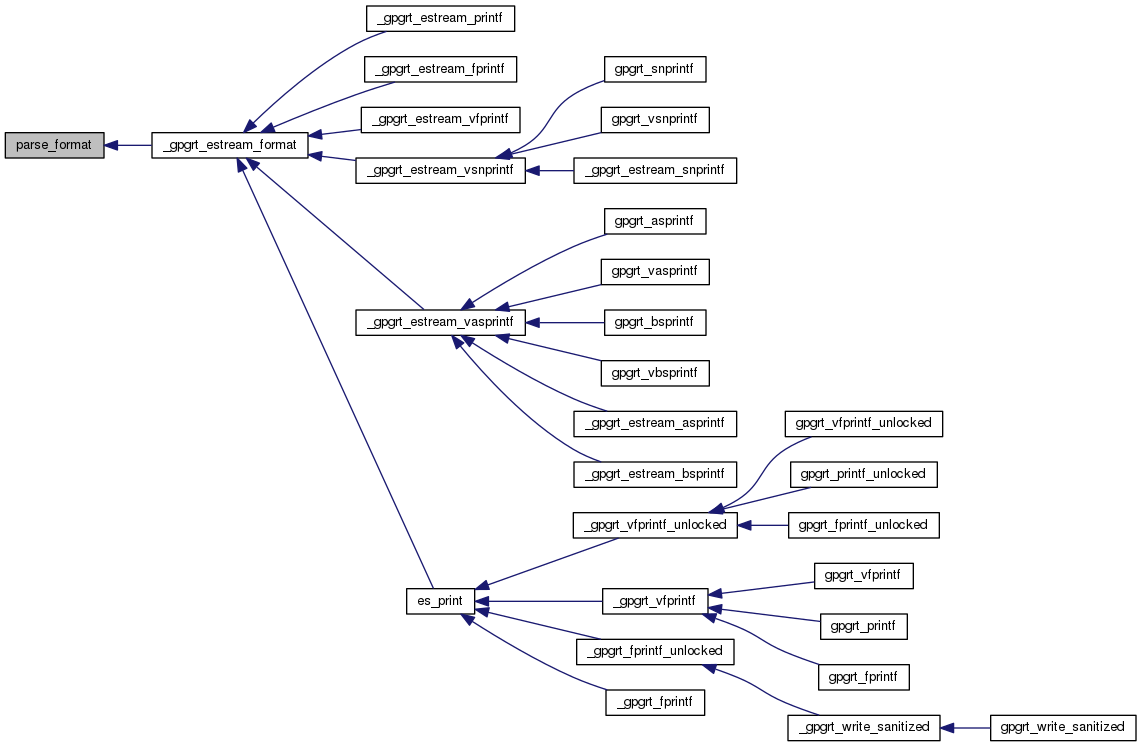 _gpgrt_estream_printf
_gpgrt_estream_fprintf
gpgrt_snprintf
_gpgrt_estream_vfprintf
gpgrt_vsnprintf
parse_format
_gpgrt_estream_format
_gpgrt_estream_vsnprintf
_gpgrt_estream_snprintf
gpgrt_asprintf
gpgrt_vasprintf
_gpgrt_estream_vasprintf
gpgrt_bsprintf
gpgrt_vbsprintf
_gpgrt_estream_asprintf
gpgrt_vfprintf_unlocked
_gpgrt_estream_bsprintf
gpgrt_printf_unlocked
_gpgrt_vfprintf_unlocked
gpgrt_fprintf_unlocked
gpgrt_vfprintf
es_print
_gpgrt_vfprintf
gpgrt_printf
_gpgrt_fprintf_unlocked
gpgrt_fprintf
_gpgrt_fprintf
_gpgrt_write_sanitized
gpgrt_write_sanitized